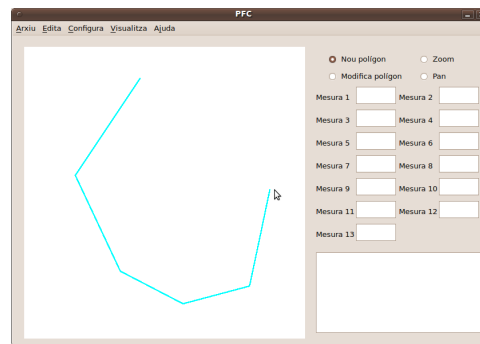 PFC
Arxiu Edita Configura Visualitza Ajuda
Nou polígon Zoom
Modifica polígon Pan
Mesura 1 Mesura 2
Mesura 3 Mesura 4
Mesura 5 Mesura 6
Mesura 7 Mesura 8
Mesura 9 Mesura 10
Mesura 11 Mesura 12
Mesura 13